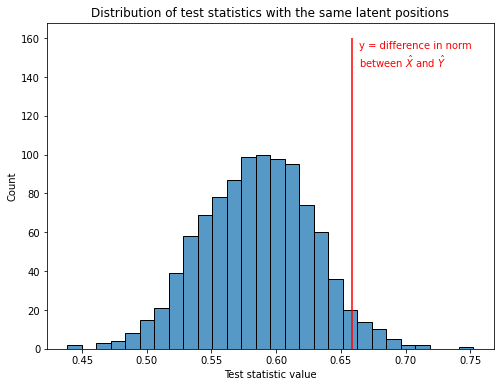 Distribution of test statistics with the same latent positions
160
140
120
100
80
60
40
20
0
Count
y = difference in norm
between X̂ and Ŷ
0.45 0.50 0.55 0.60 0.65 0.70 0.75
Test statistic value